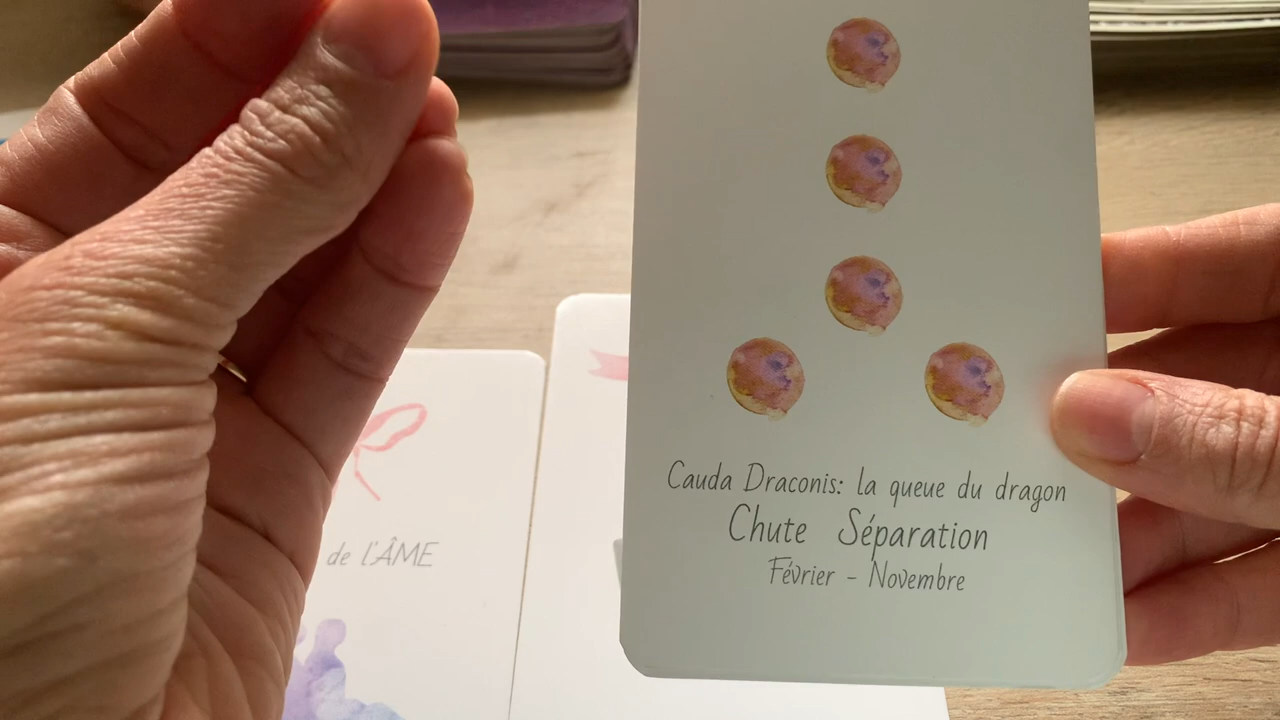 de l'ÂME
Cauda Draconis: la queue du dragon
Chute Séparation
Février - Novembre